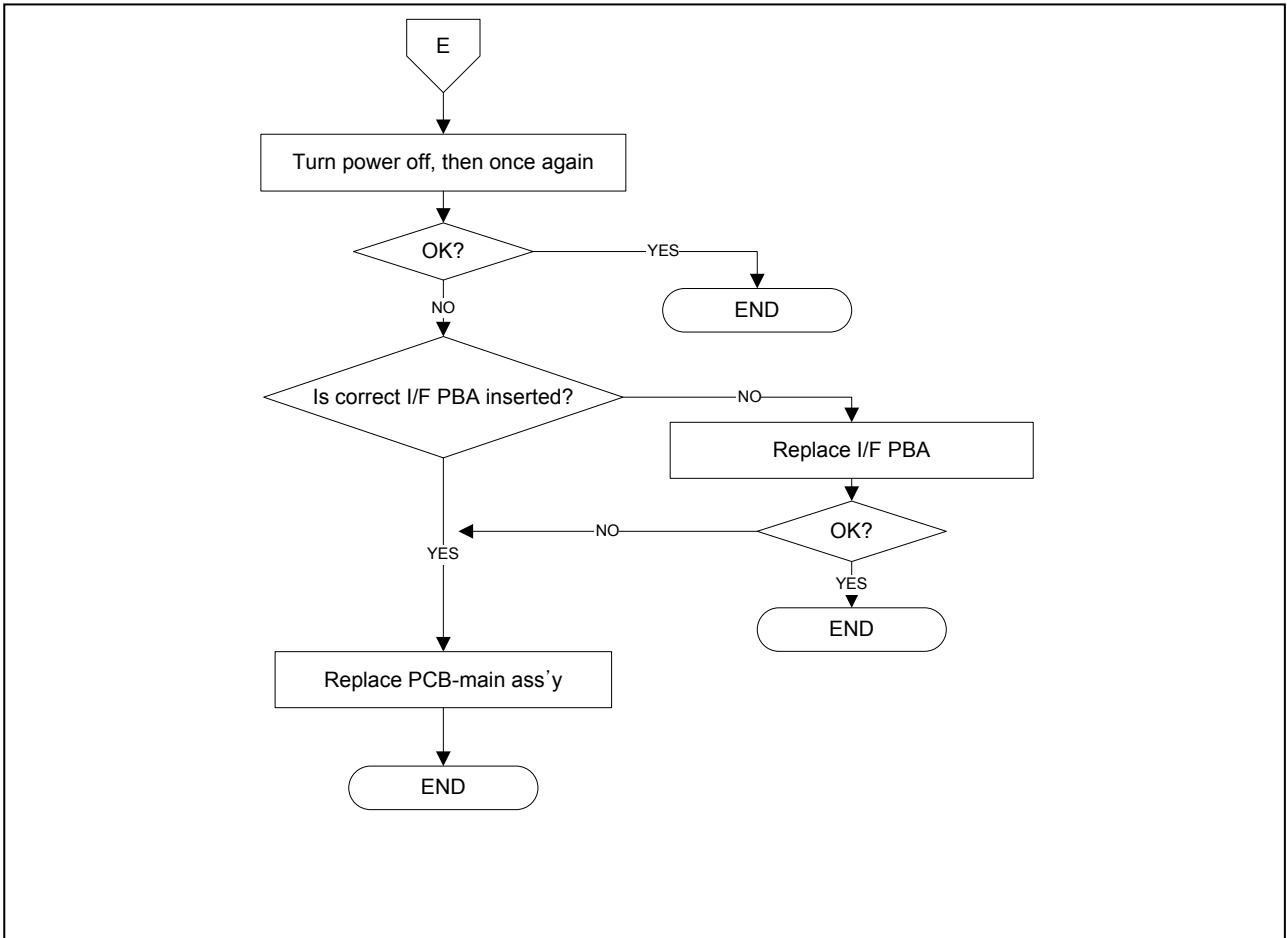 E
Turn power off, then once again
OK?
YES
END
NO
Is correct I/F PBA inserted?
NO
Replace I/F PBA
OK?
NO
YES
YES
END
Replace PCB-main ass’y
END